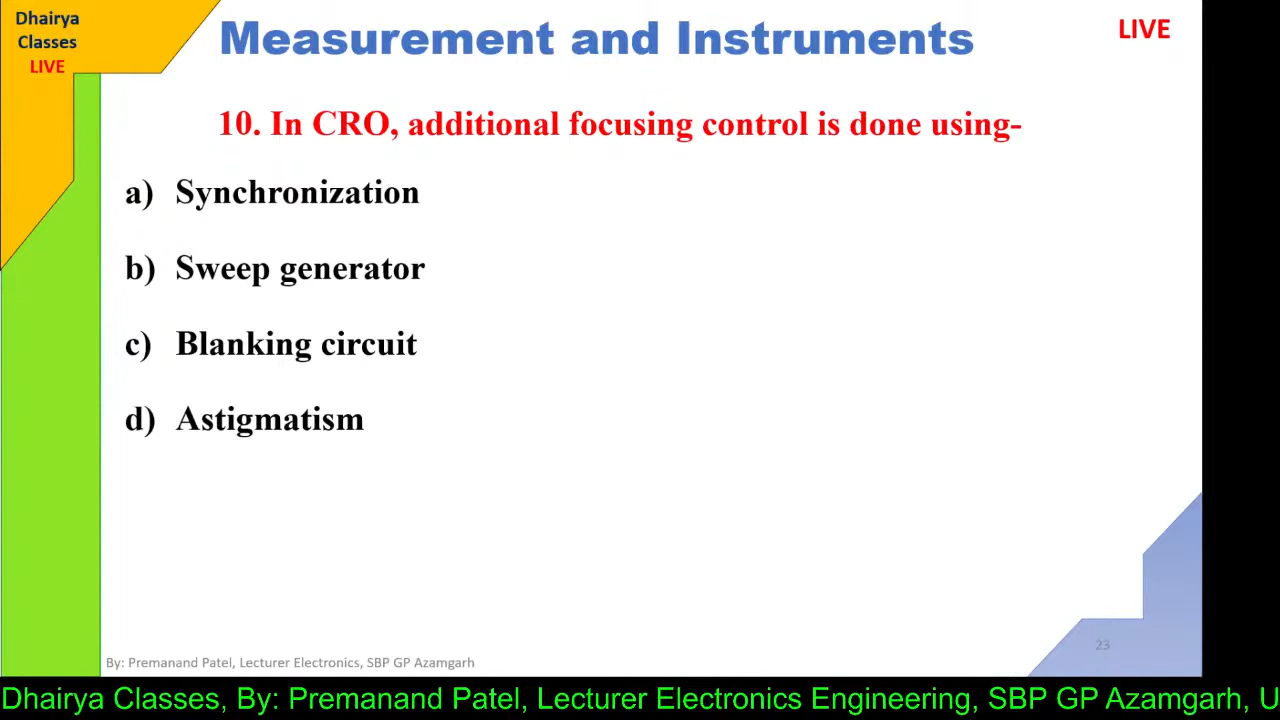 Dhairya
Classes
LIVE
Measurement and Instruments
LIVE
10. In CRO, additional focusing control is done using-
a) Synchronization
b) Sweep generator
c) Blanking circuit
d) Astigmatism
23
By: Premanand Patel, Lecturer Electronics, SBP GP Azamgarh
Dhairya Classes, By: Premanand Patel, Lecturer Electronics Engineering, SBP GP Azamgarh, U